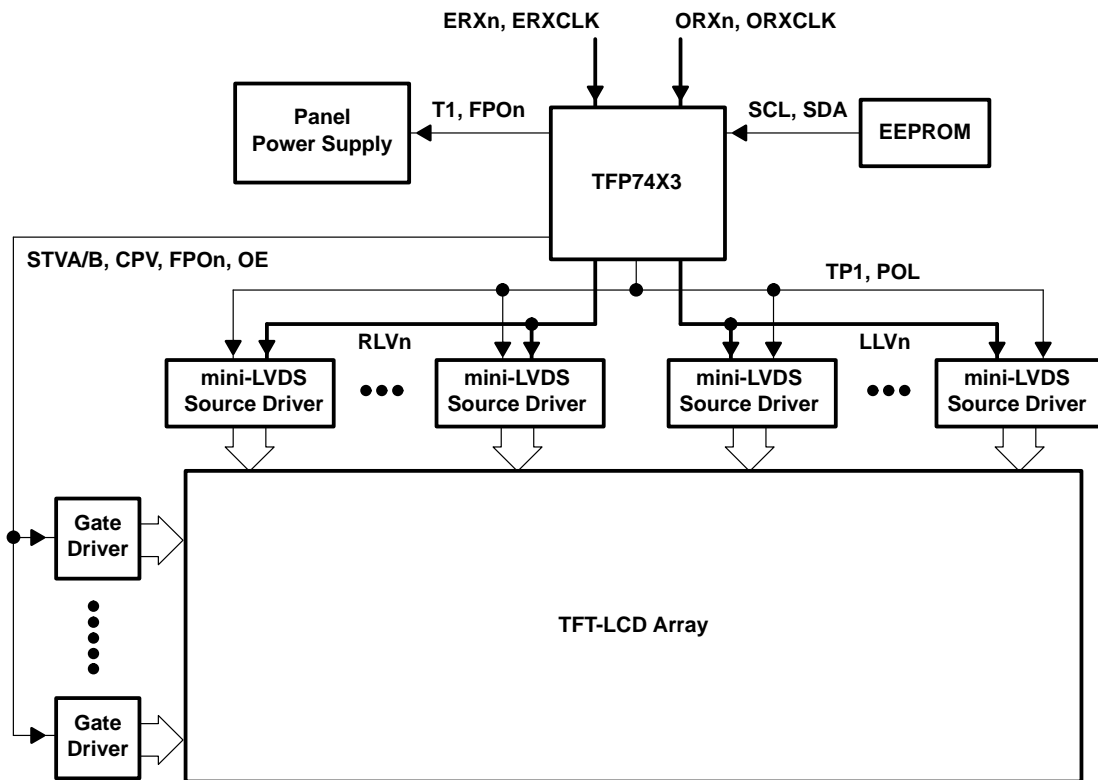 ERXn, ERXCLK
ORXn, ORXCLK
Panel
Power Supply
T1, FPOn
SCL, SDA
EEPROM
TFP74X3
STVA/B, CPV, FPOn, OE
TP1, POL
RLVn
LLVn
mini-LVDS
Source Driver
mini-LVDS
Source Driver
mini-LVDS
Source Driver
mini-LVDS
Source Driver
Gate
Driver
TFT-LCD Array
Gate
Driver